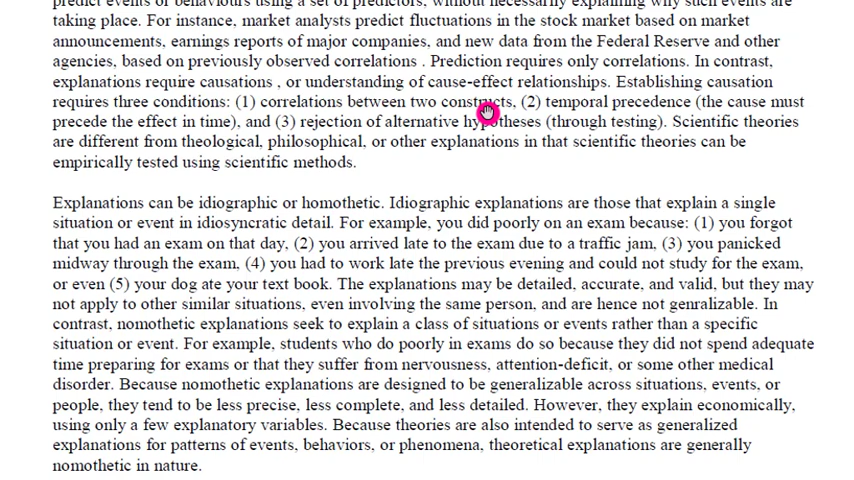 predict events or behaviours using a set of predictors, without necessarily explaining why such events are
taking place. For instance, market analysts predict fluctuations in the stock market based on market
announcements, earnings reports of major companies, and new data from the Federal Reserve and other
agencies, based on previously observed correlations . Prediction requires only correlations. In contrast,
explanations require causations , or understanding of cause-effect relationships. Establishing causation
requires three conditions: (1) correlations between two constructs, (2) temporal precedence (the cause must
precede the effect in time), and (3) rejection of alternative hypotheses (through testing). Scientific theories
are different from theological, philosophical, or other explanations in that scientific theories can be
empirically tested using scientific methods.
Explanations can be idiographic or homothetic. Idiographic explanations are those that explain a single
situation or event in idiosyncratic detail. For example, you did poorly on an exam because: (1) you forgot
that you had an exam on that day, (2) you arrived late to the exam due to a traffic jam, (3) you panicked
midway through the exam, (4) you had to work late the previous evening and could not study for the exam,
or even (5) your dog ate your text book. The explanations may be detailed, accurate, and valid, but they may
not apply to other similar situations, even involving the same person, and are hence not genralizable. In
contrast, nomothetic explanations seek to explain a class of situations or events rather than a specific
situation or event. For example, students who do poorly in exams do so because they did not spend adequate
time preparing for exams or that they suffer from nervousness, attention-deficit, or some other medical
disorder. Because nomothetic explanations are designed to be generalizable across situations, events, or
people, they tend to be less precise, less complete, and less detailed. However, they explain economically,
using only a few explanatory variables. Because theories are also intended to serve as generalized
explanations for patterns of events, behaviors, or phenomena, theoretical explanations are generally
nomothetic in nature.